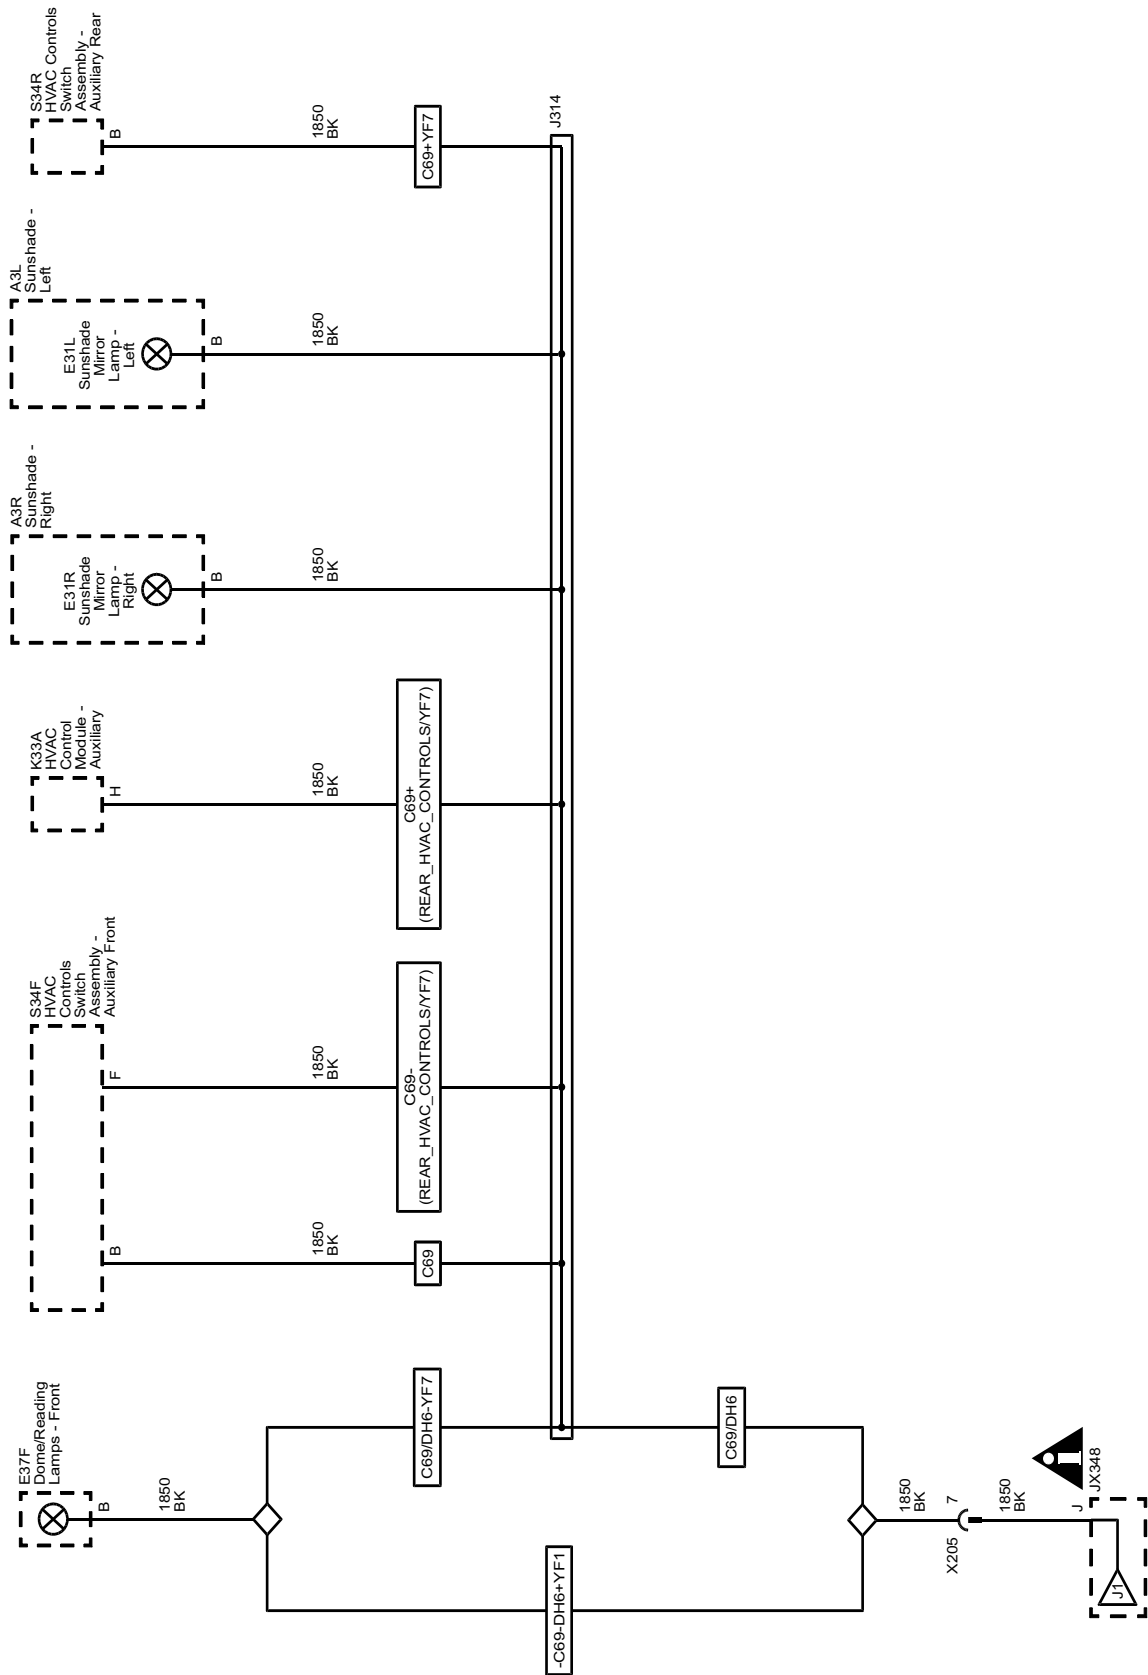 E37F
Dome/Reading
Lamps - Front
B
1850
BK
S34F
HVAC
Controls
Switch
Assembly -
Auxiliary Front
B
1850
BK
C69
F
1850
BK
C69-
(REAR_HVAC_CONTROLS/YF7)
K33A
HVAC
Control
Module -
Auxiliary
H
1850
BK
C69+
(REAR_HVAC_CONTROLS/YF7)
A3R
Sunshade -
Right
E31R
Sunshade
Mirror
Lamp -
Right
B
1850
BK
A3L
Sunshade -
Left
E31L
Sunshade
Mirror
Lamp -
Left
B
1850
BK
S34R
HVAC Controls
Switch
Assembly -
Auxiliary Rear
B
1850
BK
C69+YF7
J314
C69/DH6-YF7
-C69-DH6+YF1
C69/DH6
1850
BK
X205
7
1850
BK
J
JX348
J1